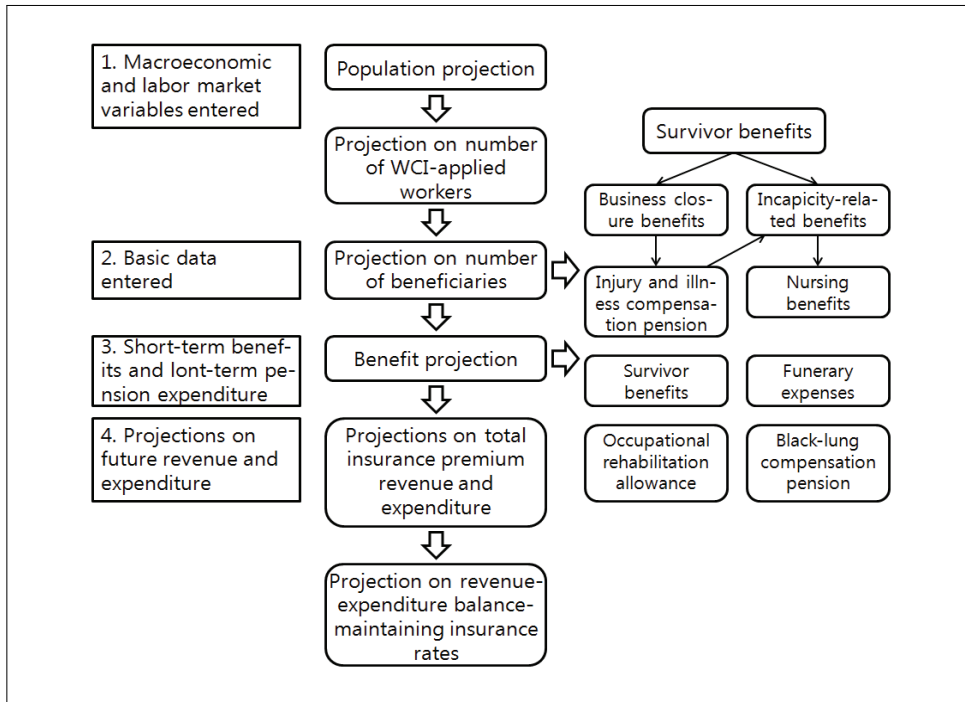 1. Macroeconomic
and labor market
variables entered
Population projection
Projection on number
of WCI-applied
workers
2. Basic data
entered
Projection on number
of beneficiaries
3. Short-term benef-
its and lont-term pe-
nsion expenditure
Benefit projection
4. Projections on
future revenue and
expenditure
Projections on total
insurance premium
revenue and
expenditure
Projection on revenue-
expenditure balance-
maintaining insurance
rates
Survivor benefits
Business clos-
ure benefits
Incapicity-rela-
ted benefits
Injury and illn-
ess compensa-
tion pension
Nursing
benefits
Survivor
benefits
Funerary
expenses
Occupational
rehabilitation
allowance
Black-lung
compensation
pension